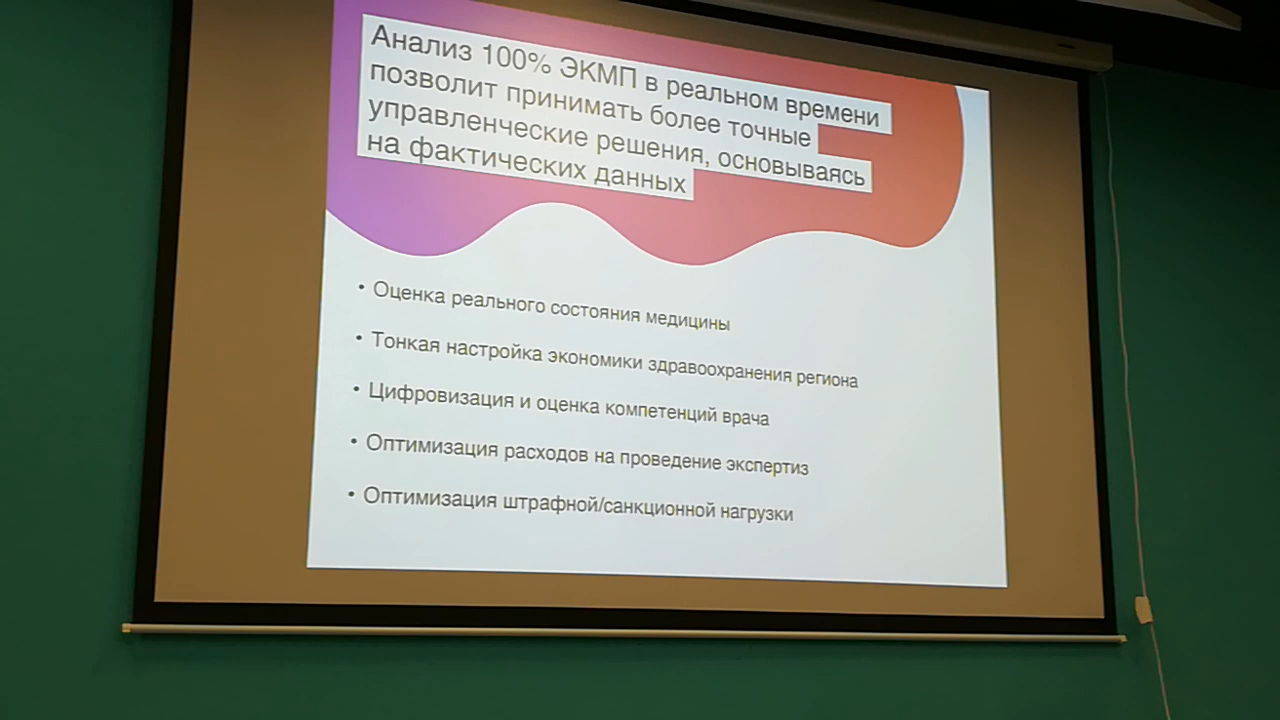 Анализ 100% ЭКМП в реальном времени
позволит принимать более точные
управленческие решения, основываясь
на фактических данных
• Оценка реального состояния медицины
• Тонкая настройка экономики здравоохранения региона
• Цифровизация и оценка компетенций врача
• Оптимизация расходов на проведение экспертиз
• Оптимизация штрафной/санкционной нагрузки